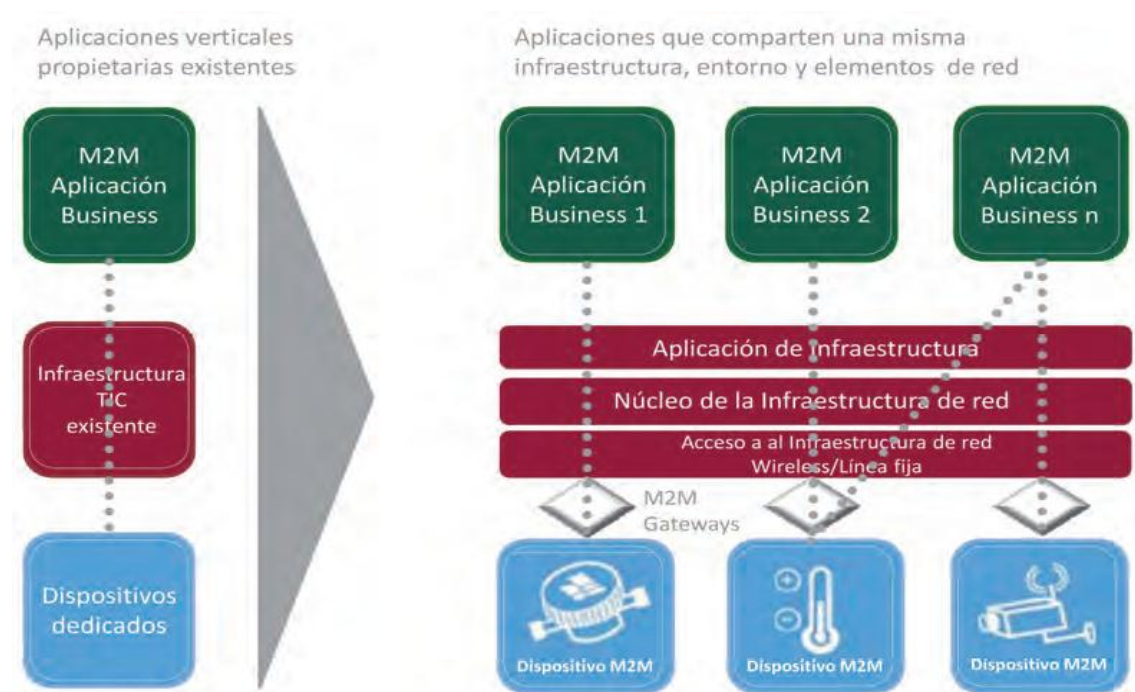 Aplicaciones verticales
propietarias existentes
M2M
Aplicación
Business
Infraestructura
TIC
existente
Dispositivos
dedicados
Aplicaciones que comparten una misma
infraestructura, entorno y elementos de red
M2M
Aplicación
Business 1
M2M
Aplicación
Business 2
M2M
Aplicación
Business n
Aplicación de Infraestructura
Núcleo de la Infraestructura de red
Acceso a al Infraestructura de red
Wireless/Línea fija
M2M
Gateways
Dispositivo M2M
Dispositivo M2M
Dispositivo M2M